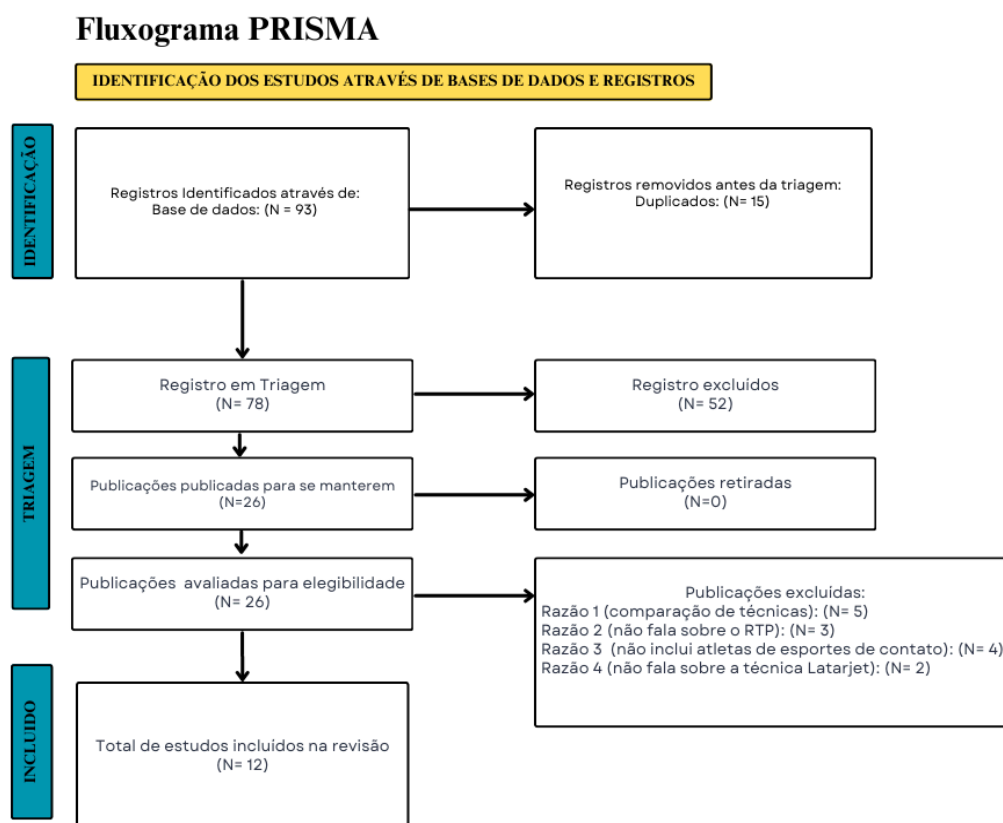 Fluxograma PRISMA
IDENTIFICAÇÃO DOS ESTUDOS ATRAVÉS DE BASES DE DADOS E REGISTROS
IDENTIFICAÇÃO
Registros Identificados através de:
Base de dados: (N = 93)
Registros removidos antes da triagem:
Duplicados: (N= 15)
TRIAGEM
Registro em Triagem
(N= 78)
Registro excluídos
(N= 52)
Publicações publicadas para se manterem
(N=26)
Publicações retiradas
(N=0)
Publicações avaliadas para elegibilidade
(N= 26)
Publicações excluídas:
Razão 1 (comparação de técnicas): (N= 5)
Razão 2 (não fala sobre o RTP): (N= 3)
Razão 3 (não inclui atletas de esportes de contato): (N= 4)
Razão 4 (não fala sobre a técnica Latarjet): (N= 2)
INCLUIDO
Total de estudos incluídos na revisão
(N= 12)